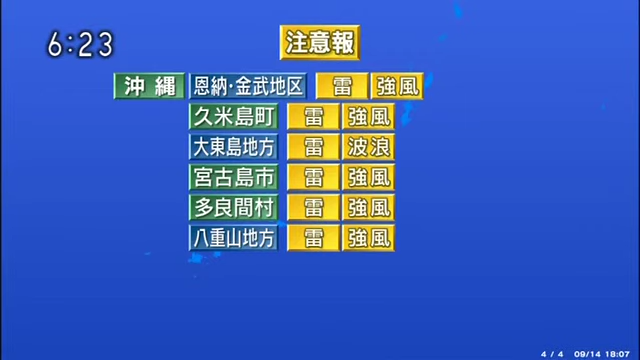 6:23
注意報
沖縄 恩納・金武地区 雷 強風
久米島町 雷 強風
大東島地方 雷 波浪
宮古島市 雷 強風
多良間村 雷 強風
八重山地方 雷 強風
4 / 4 09/14 18:07